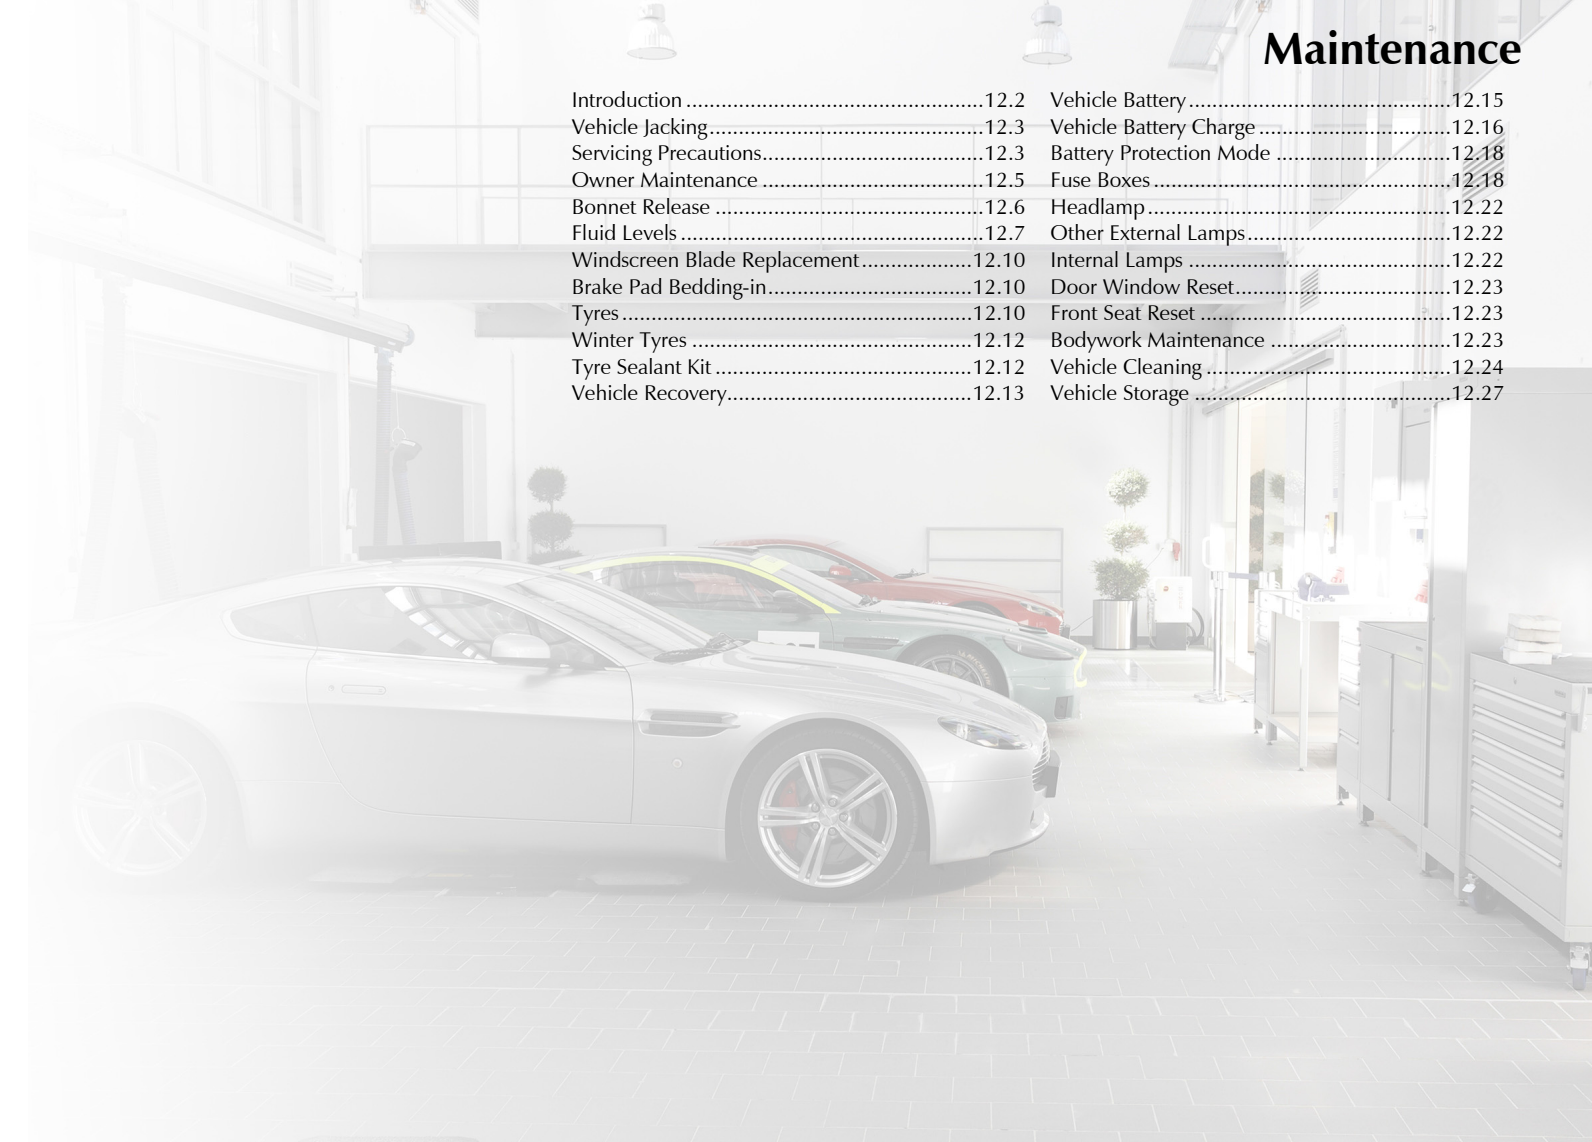 Maintenance
Introduction ..................................................12.2
Vehicle Jacking...............................................12.3
Servicing Precautions......................................12.3
Owner Maintenance ......................................12.5
Bonnet Release ..............................................12.6
Fluid Levels ....................................................12.7
Windscreen Blade Replacement...................12.10
Brake Pad Bedding-in...................................12.10
Tyres ............................................................12.10
Winter Tyres ................................................12.12
Tyre Sealant Kit ............................................12.12
Vehicle Recovery..........................................12.13
Vehicle Battery.............................................12.15
Vehicle Battery Charge .................................12.16
Battery Protection Mode ..............................12.18
Fuse Boxes ...................................................12.18
Headlamp ....................................................12.22
Other External Lamps...................................12.22
Internal Lamps .............................................12.22
Door Window Reset.....................................12.23
Front Seat Reset ...........................................12.23
Bodywork Maintenance ...............................12.23
Vehicle Cleaning ..........................................12.24
Vehicle Storage ............................................12.27